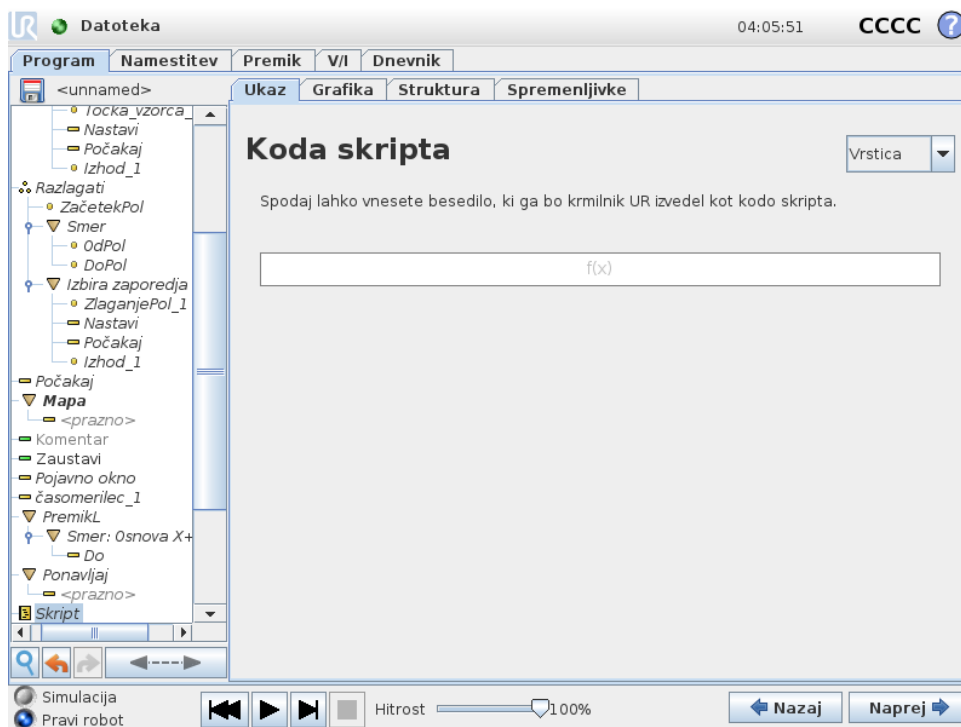 UR Datoteka 04:05:51 CCCC ?
Program Namestitev Premik V/I Dnevnik
<unnamed> Ukaz Grafika Struktura Spremenljivke
Točka_vzorca_
Nastavi
Počakaj
Izhod_1
Razlagati
ZačetekPol
Smer
OdPol
DoPol
Izbira zaporedja
ZlaganjePol_1
Nastavi
Počakaj
Izhod_1
Počakaj
Mapa
<prazno>
Komentar
Zaustavi
Pojavno okno
časomerilec_1
PremikL
Smer: Osnova X+
Do
Ponavljaj
<prazno>
Skript
Koda skripta
Vrstica
Spodaj lahko vnesete besedilo, ki ga bo krmilnik UR izvedel kot kodo skripta.
f(x)
Simulacija
Pravi robot
Hitrost 100%
Nazaj Naprej